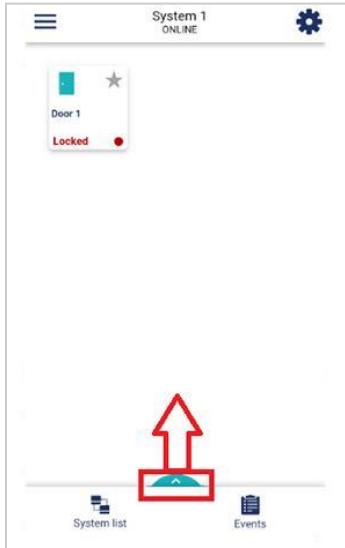 System 1
ONLINE
Door 1
Locked
System list
Events